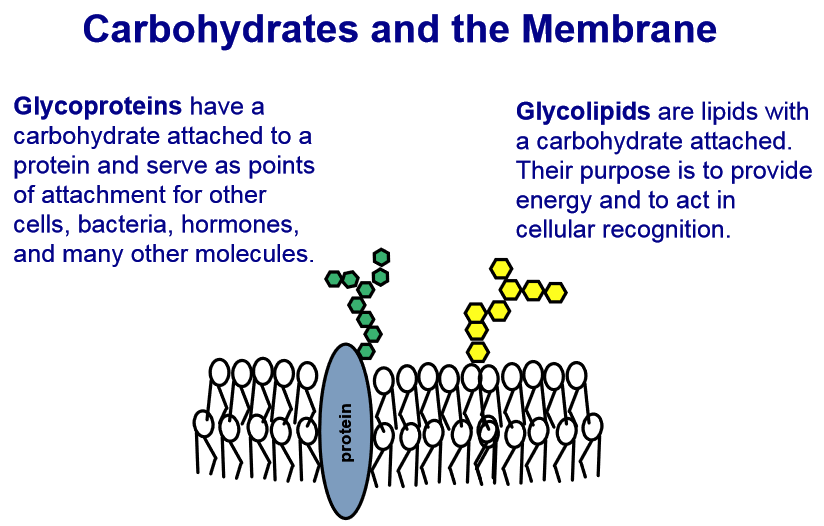 Carbohydrates and the Membrane
Glycoproteins have a
carbohydrate attached to a
protein and serve as points
of attachment for other
cells, bacteria, hormones,
and many other molecules.
Glycolipids are lipids with
a carbohydrate attached.
Their purpose is to provide
energy and to act in
cellular recognition.
protein